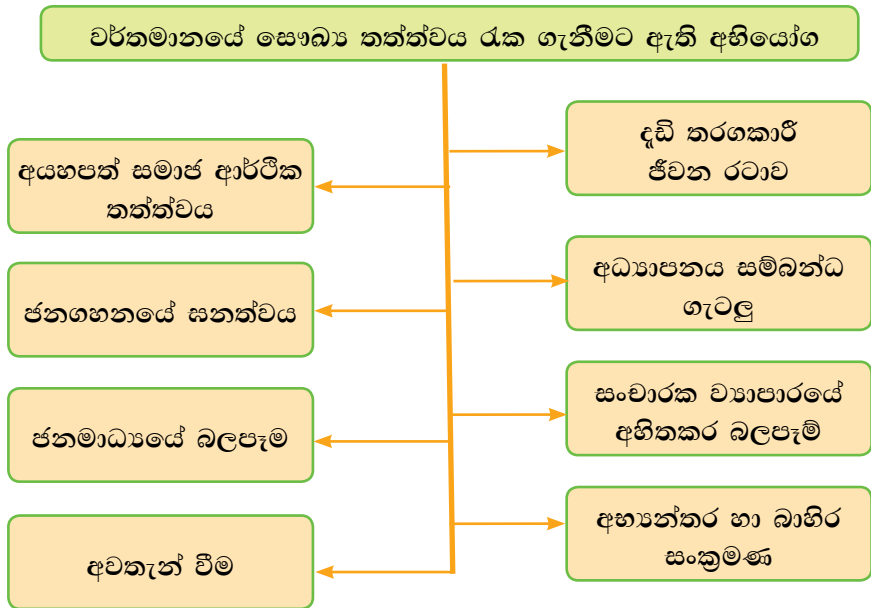 වර්තමානයේ සෞඛ්‍ය තත්ත්වය රැක ගැනීමට ඇති අභියෝග
අයහපත් සමාජ ආර්ථික
තත්ත්වය
ජනගහනයේ ඝනත්වය
ජනමාධ්‍යයේ බලපෑම
අවතැන් වීම
දැඩි තරගකාරී
ජීවන රටාව
අධ්‍යාපනය සම්බන්ධ
ගැටලු
සංචාරක ව්‍යාපාරයේ
අහිතකර බලපෑම්
අභ්‍යන්තර හා බාහිර
සංක්‍රමණ